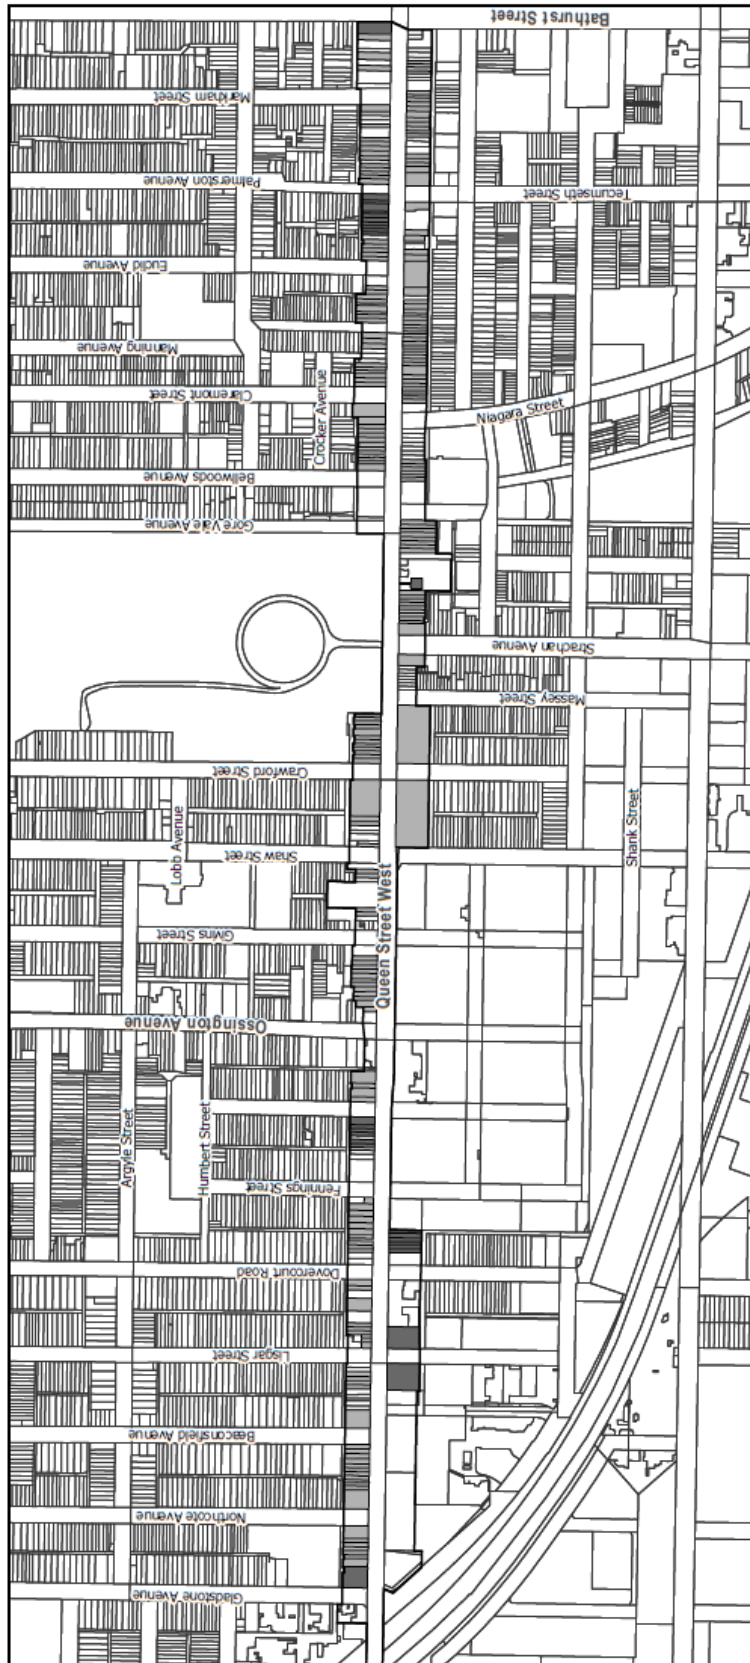 Bathurst Street
Markham Street
Palmerston Avenue
Tecumseth Street
Euclid Avenue
Manning Avenue
Claremont Street
Crocker Avenue
Niagara Street
Bellwoods Avenue
Gore Vale Avenue
Strachan Avenue
Massey Street
Crawford Street
Lobb Avenue
Shank Street
Shaw Street
Queen Street West
Givins Street
Ossington Avenue
Argyle Street
Humbert Street
Fennings Street
Dovercourt Road
Lisgar Street
Beaconsfield Avenue
Northcote Avenue
Gladstone Avenue